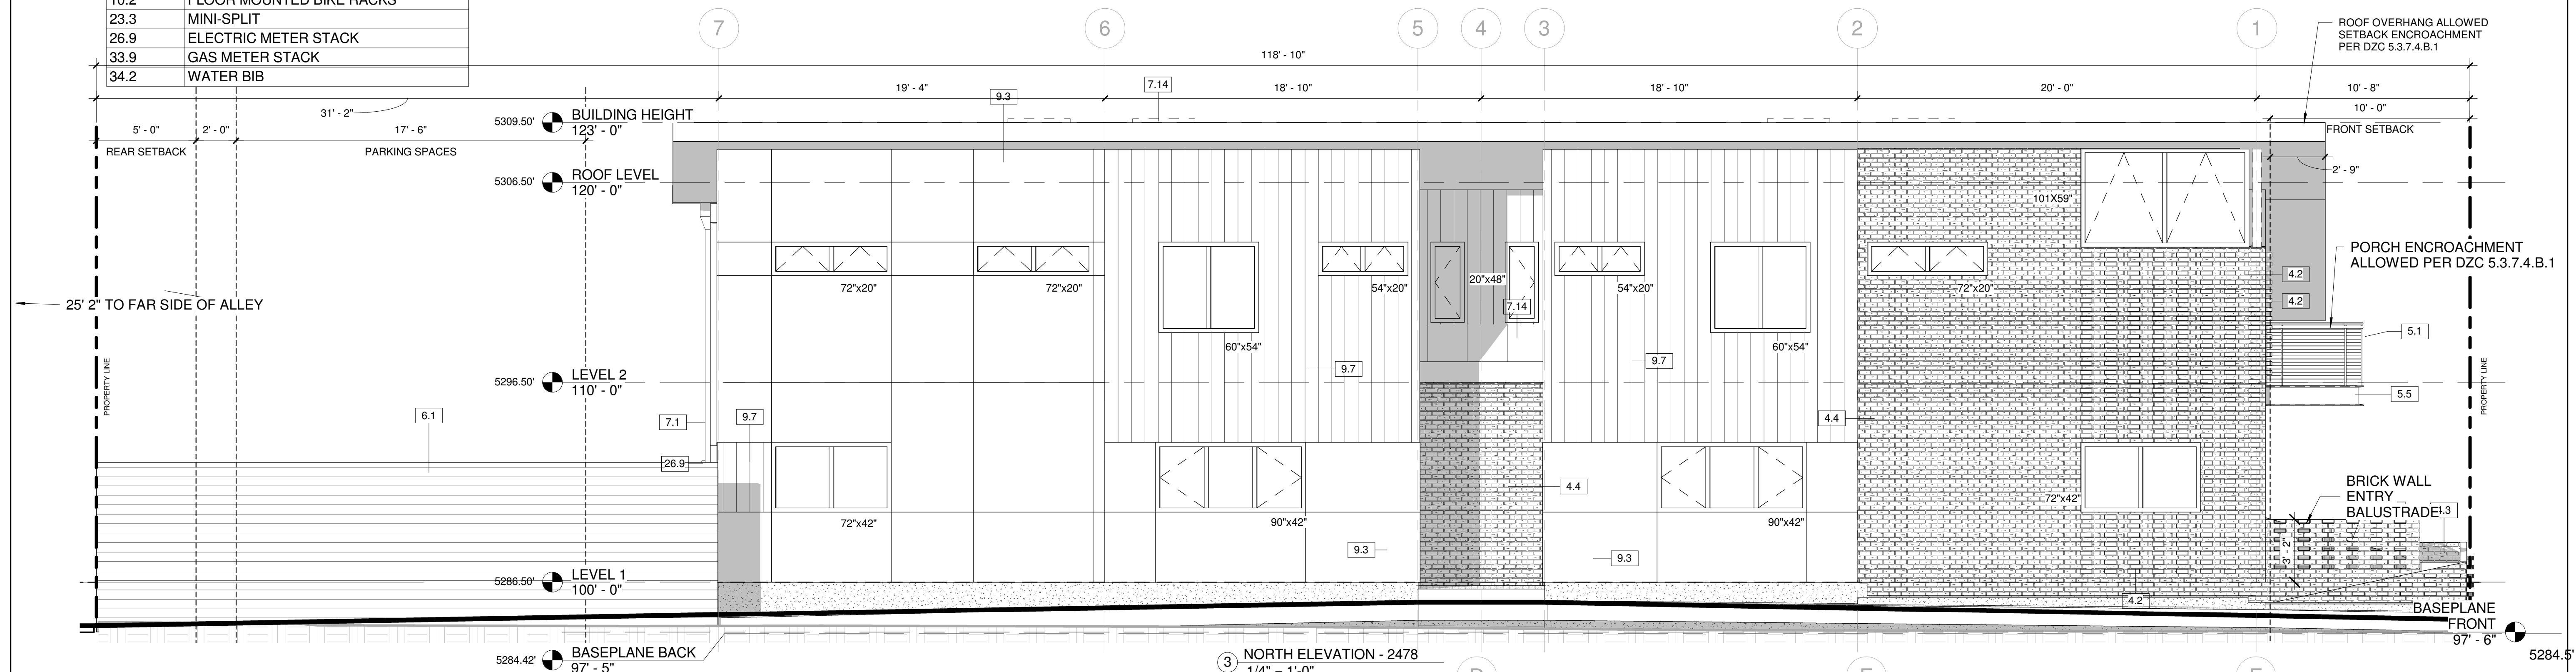 10.2 FLOOR MOUNTED BIKE RACKS
23.3 MINI-SPLIT
26.9 ELECTRIC METER STACK
33.9 GAS METER STACK
34.2 WATER BIB
7
6
5
4
3
2
1
ROOF OVERHANG ALLOWED
SETBACK ENCROACHMENT
PER DZC 5.3.7.4.B.1
118' - 10"
19' - 4"
18' - 10"
18' - 10"
20' - 0"
10' - 8"
31' - 2"
10' - 0"
5' - 0"
2' - 0"
17' - 6"
REAR SETBACK
PARKING SPACES
FRONT SETBACK
9.3
7.14
5309.50'
BUILDING HEIGHT
123' - 0"
5306.50'
ROOF LEVEL
120' - 0"
2' - 9"
101X59"
PORCH ENCROACHMENT
ALLOWED PER DZC 5.3.7.4.B.1
4.2
4.2
25' 2" TO FAR SIDE OF ALLEY
72"x20"
72"x20"
54"x20"
20"x48"
7.14
54"x20"
72"x20"
60"x54"
60"x54"
5.1
5.5
PROPERTY LINE
PROPERTY LINE
5296.50'
LEVEL 2
110' - 0"
9.7
9.7
9.7
6.1
7.1
26.9
4.4
4.4
72"x42"
90"x42"
90"x42"
72"x42"
BRICK WALL
ENTRY
BALUSTRADE
3' - 2"
9.3
9.3
5286.50'
LEVEL 1
100' - 0"
4.2
BASEPLANE
FRONT
97' - 6"
5284.5
5284.42'
BASEPLANE BACK
97' - 5"
3
NORTH ELEVATION - 2478
1/4" = 1'-0"